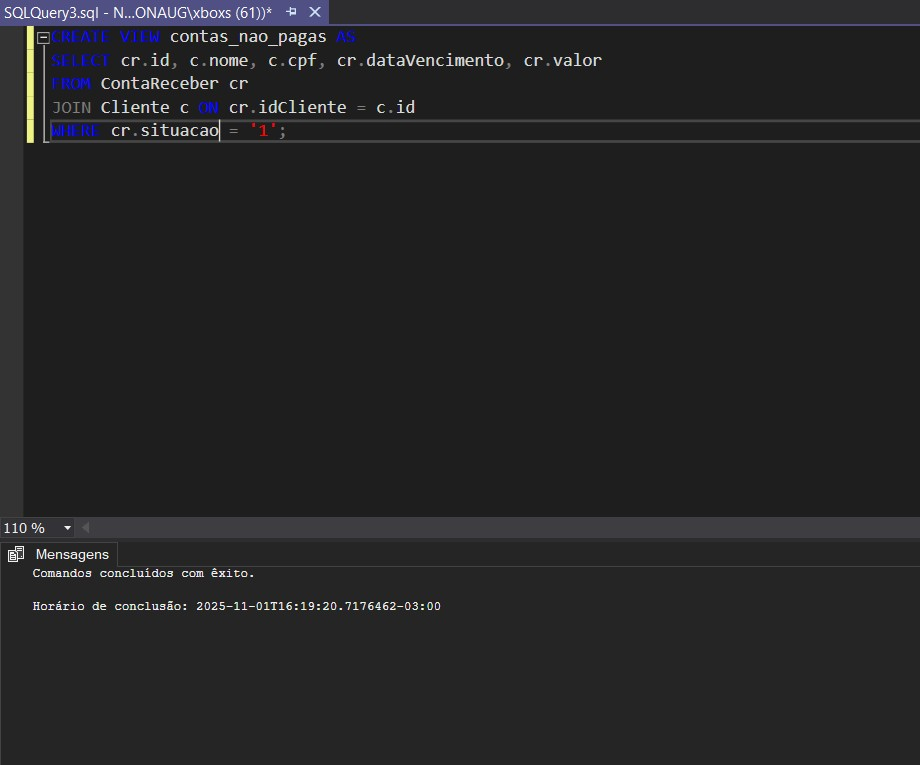 SQLQuery3.sql - N...ONAUG\xboxs (61))*
CREATE VIEW contas_nao_pagas AS
SELECT cr.id, c.nome, c.cpf, cr.dataVencimento, cr.valor
FROM ContaReceber cr
JOIN Cliente c ON cr.idCliente = c.id
WHERE cr.situacao = '1';
110 %
Mensagens
Comandos concluídos com êxito.
Horário de conclusão: 2025-11-01T16:19:20.7176462-03:00